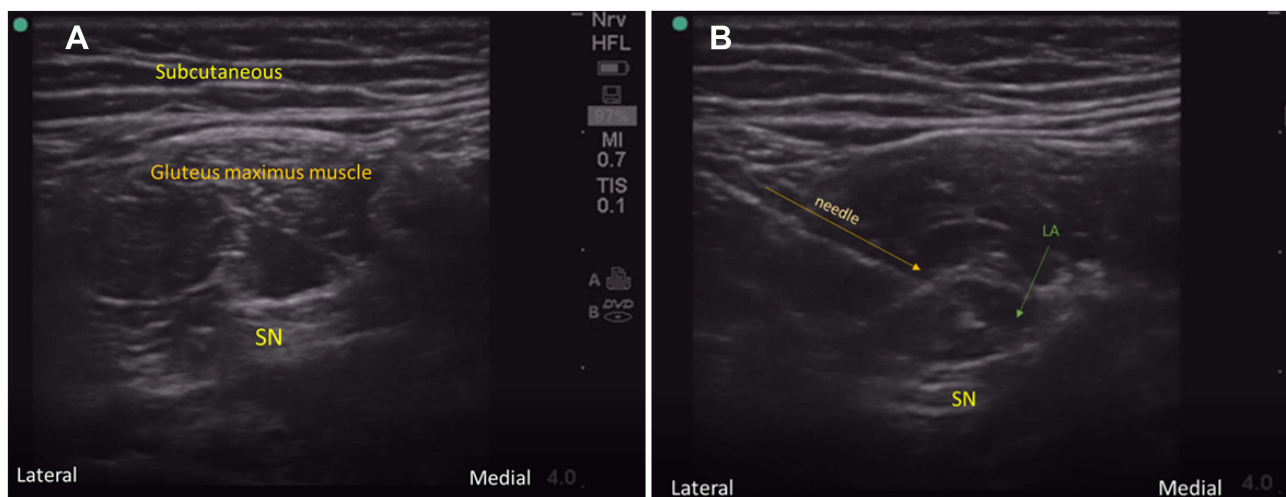 A
Subcutaneous
Gluteus maximus muscle
SN
Lateral
Medial
4.0
Nrv
HFL
97%
MI
0.7
TIS
0.1
A
B DVD
B
needle
LA
SN
Lateral
Medial
4.0